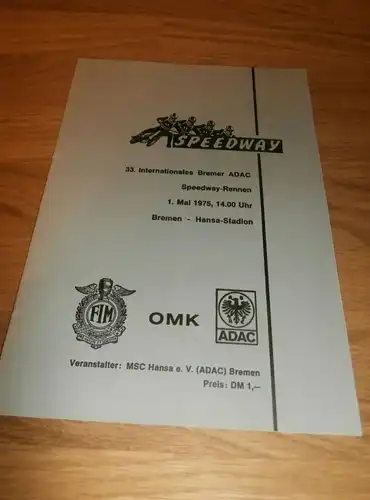 SPEEDWAY
33. Internationales Bremer ADAC
Speedway-Rennen
1. Mai 1975, 14.00 Uhr
Bremen - Hansa-Stadion
FIM
OMK
ADAC
Veranstalter: MSC Hansa e. V. (ADAC) Bremen
Preis: DM 1,—